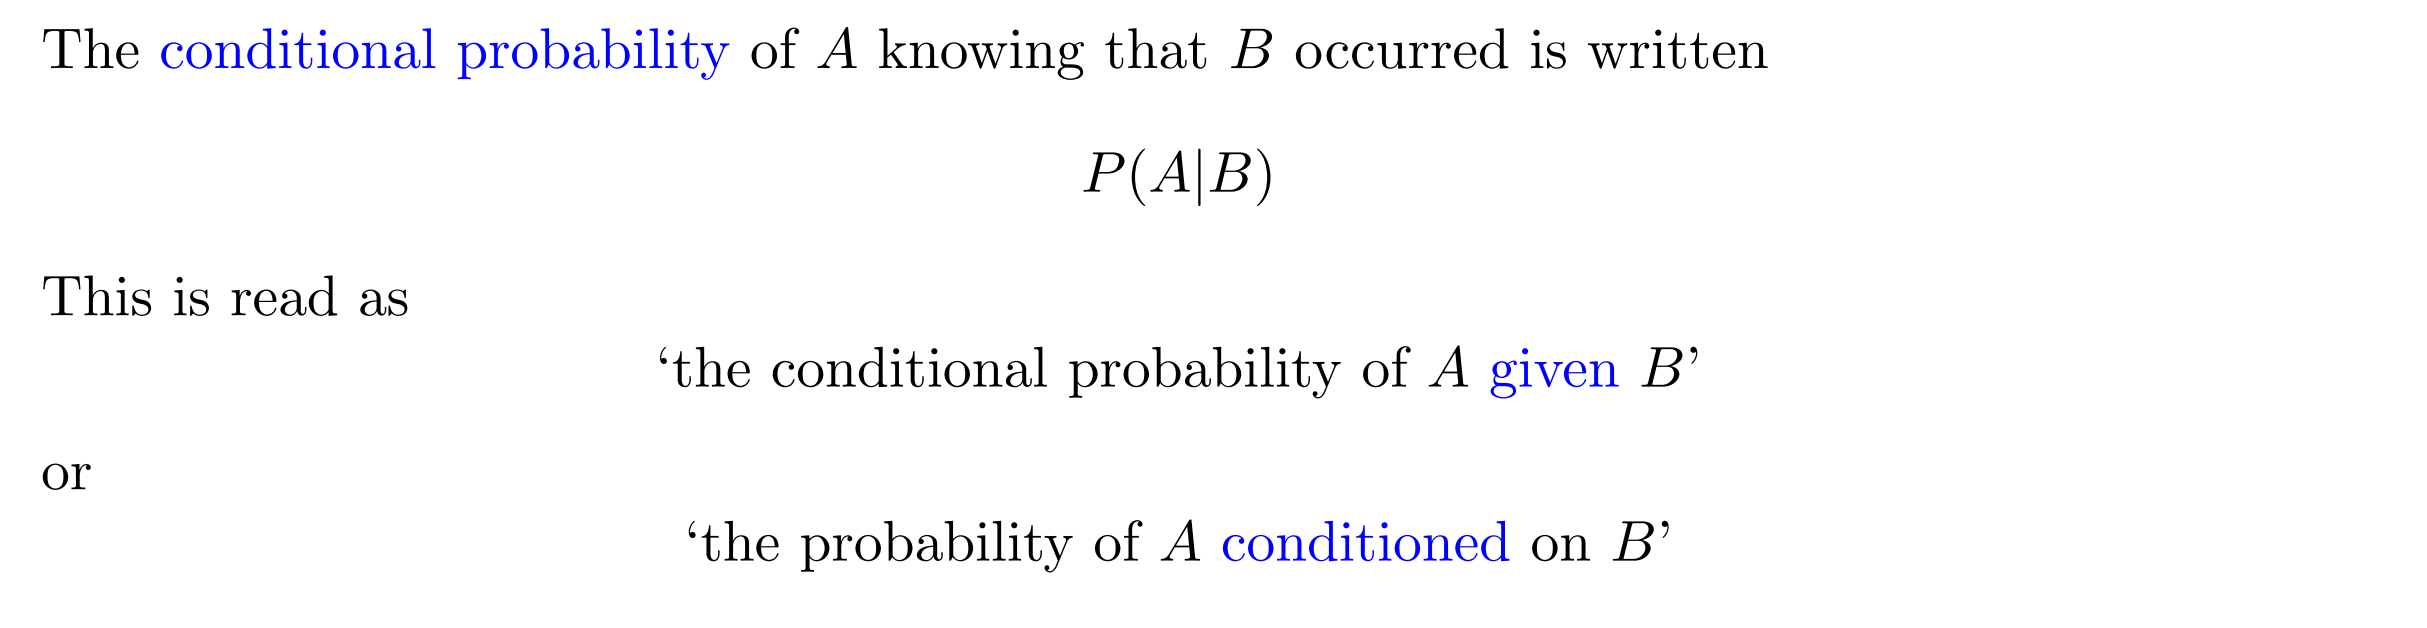 The conditional probability of A knowing that B occurred is written
P(A|B)
This is read as
‘the conditional probability of A given B’
or
‘the probability of A conditioned on B’